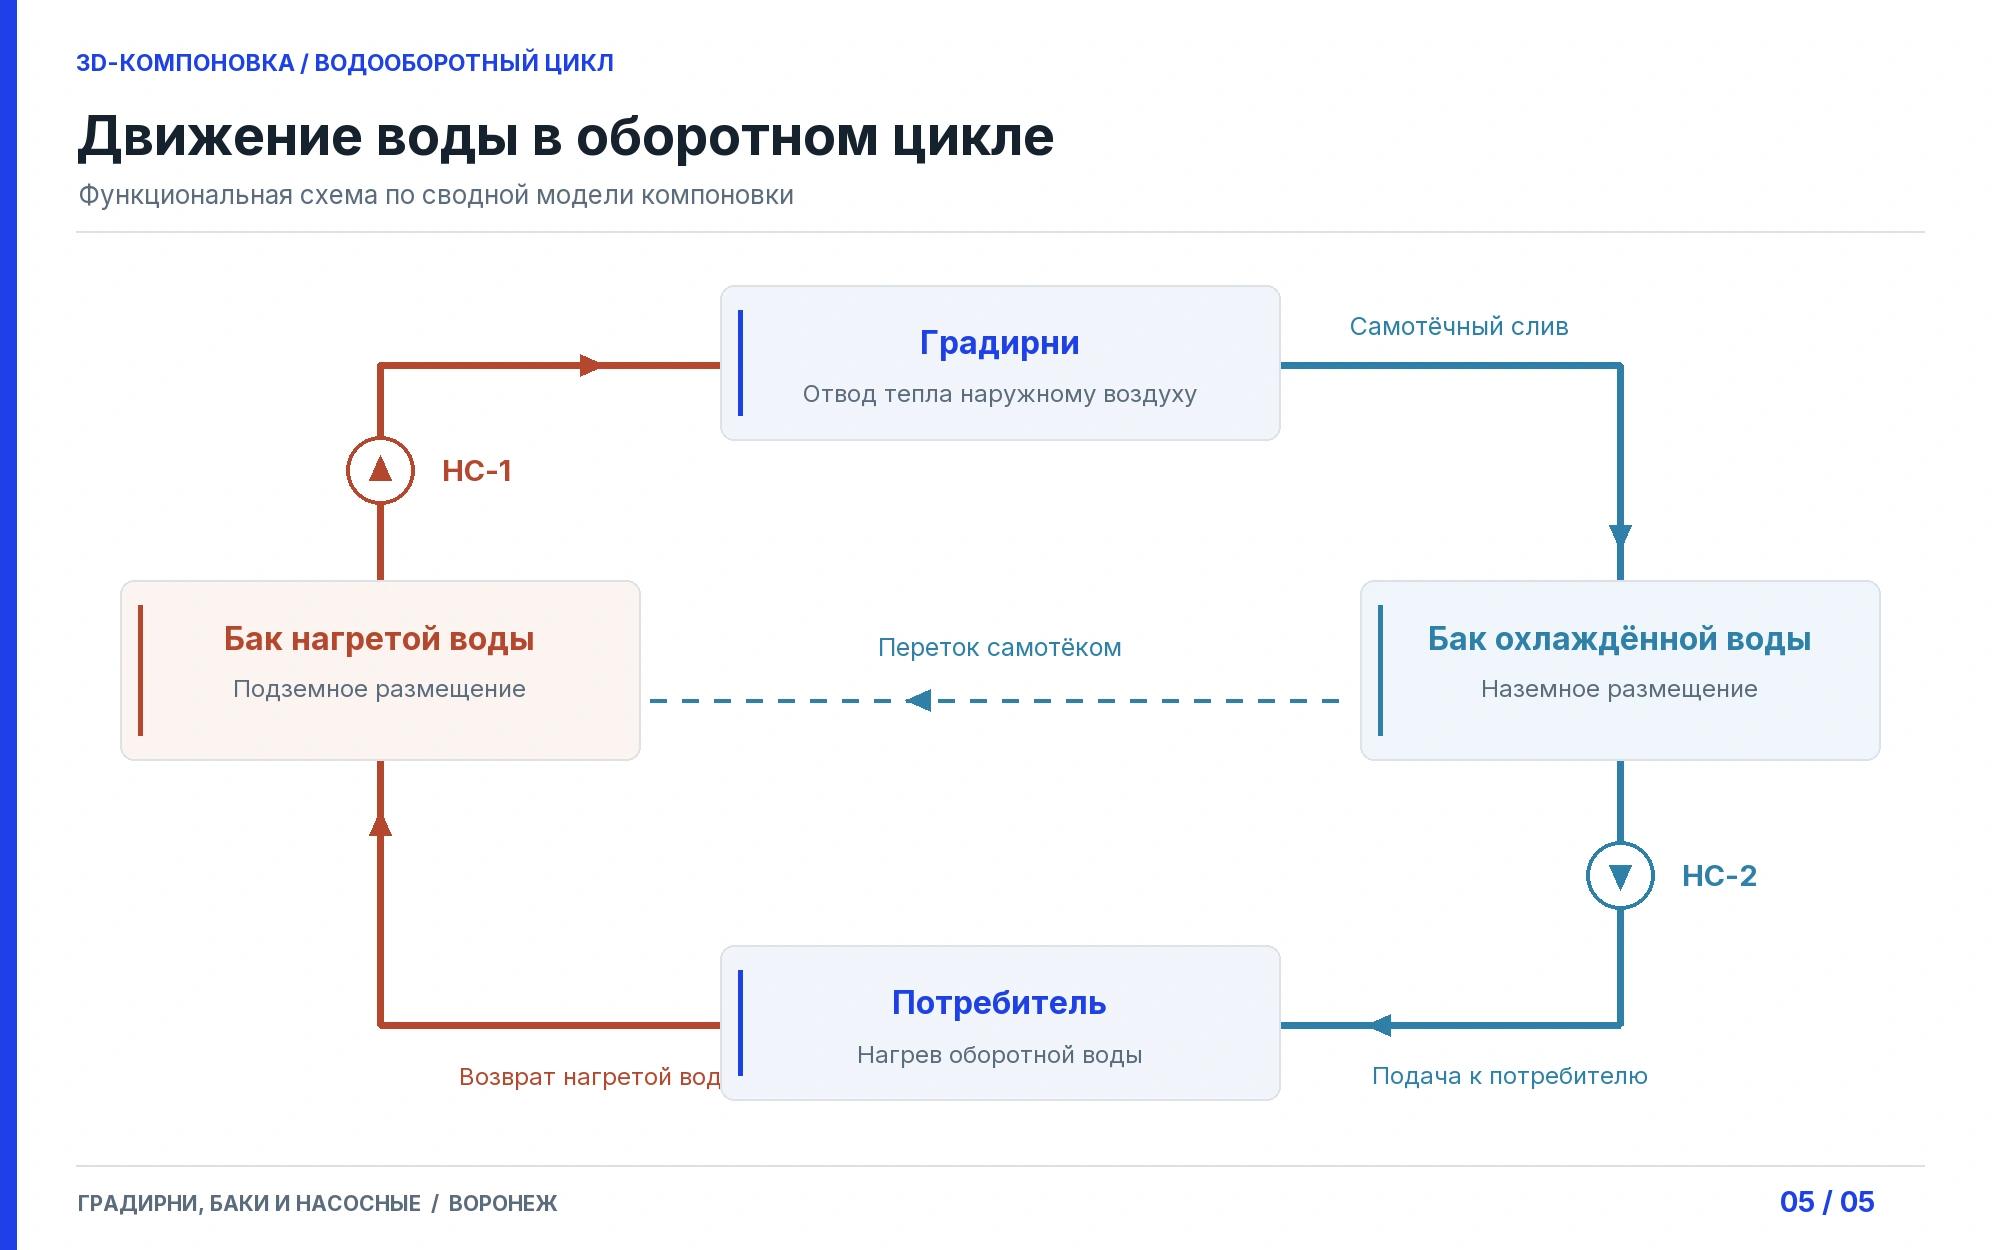 3D-КОМПОНОВКА / ВОДООБОРОТНЫЙ ЦИКЛ
Движение воды в оборотном цикле
Функциональная схема по сводной модели компоновки
Градирни
Отвод тепла наружному воздуху
Самотёчный слив
НС-1
Бак нагретой воды
Подземное размещение
Переток самотёком
Бак охлаждённой воды
Наземное размещение
НС-2
Потребитель
Нагрев оборотной воды
Возврат нагретой вод
Подача к потребителю
ГРАДИРНИ, БАКИ И НАСОСНЫЕ / ВОРОНЕЖ
05 / 05